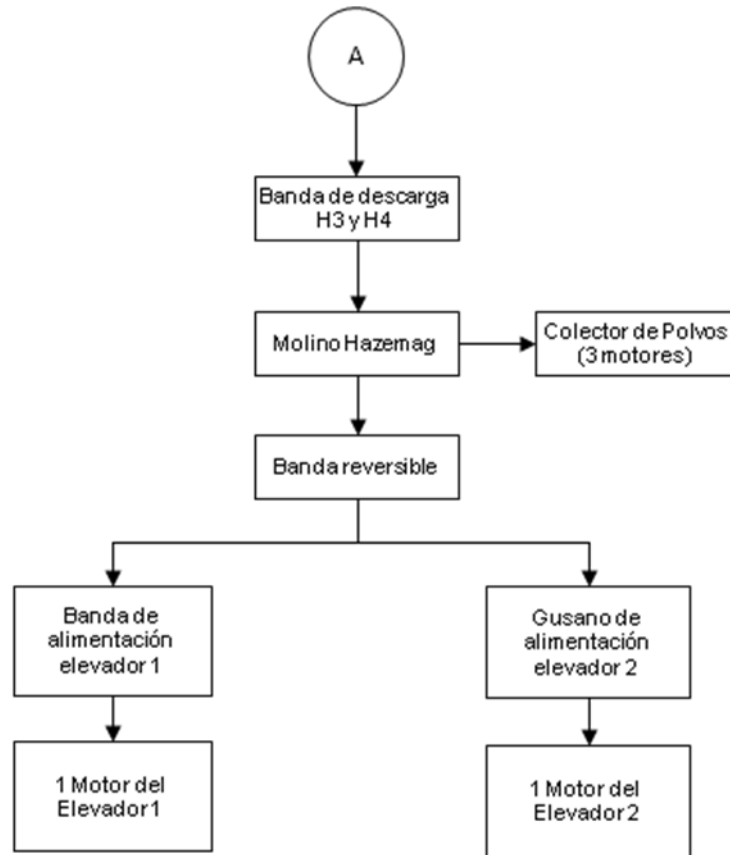 A
Banda de descarga
H3 y H4
Molino Hazemag
Colector de Polvos
(3 motores)
Banda reversible
Banda de
alimentación
elevador 1
Gusano de
alimentación
elevador 2
1 Motor del
Elevador 1
1 Motor del
Elevador 2